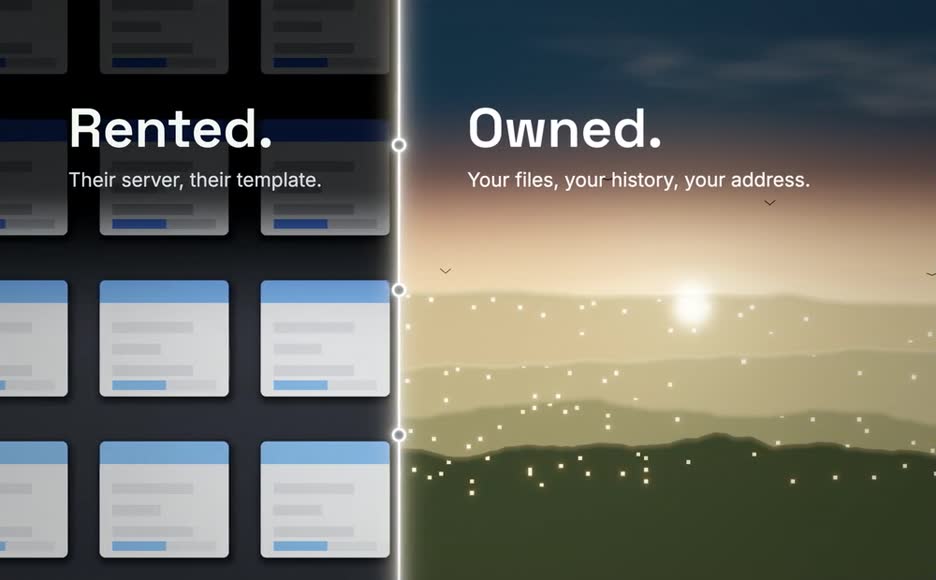 Rented.
Their server, their template.
Owned.
Your files, your history, your address.